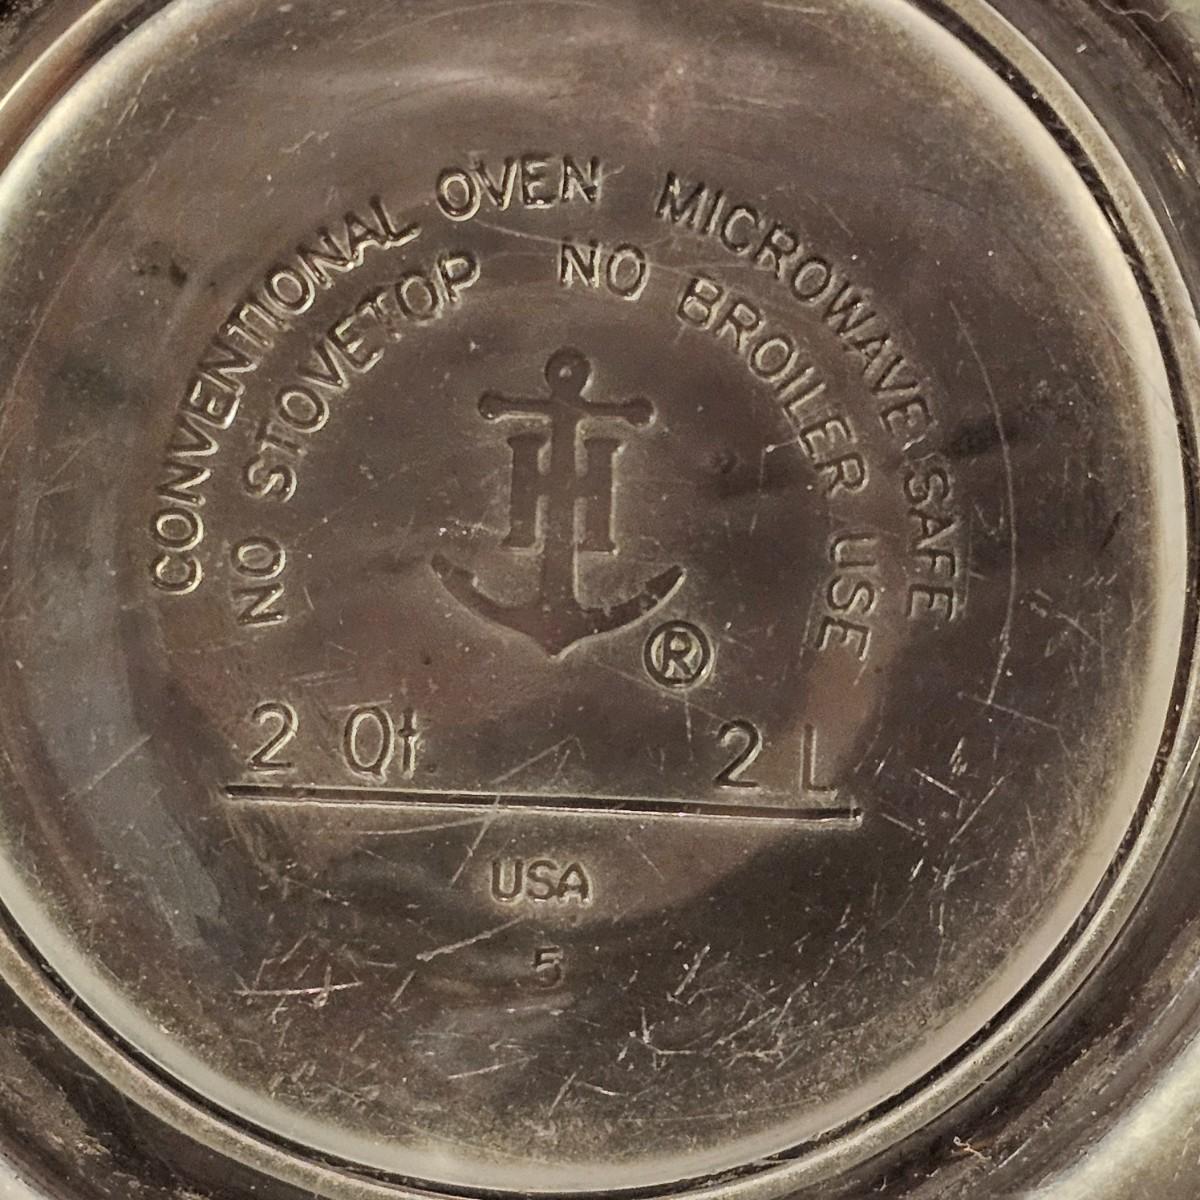 CONVENTIONAL OVEN MICROWAVE SAFE
NO STOVETOP NO BROILER USE
H
®
2 Qt. 2 L
USA
5